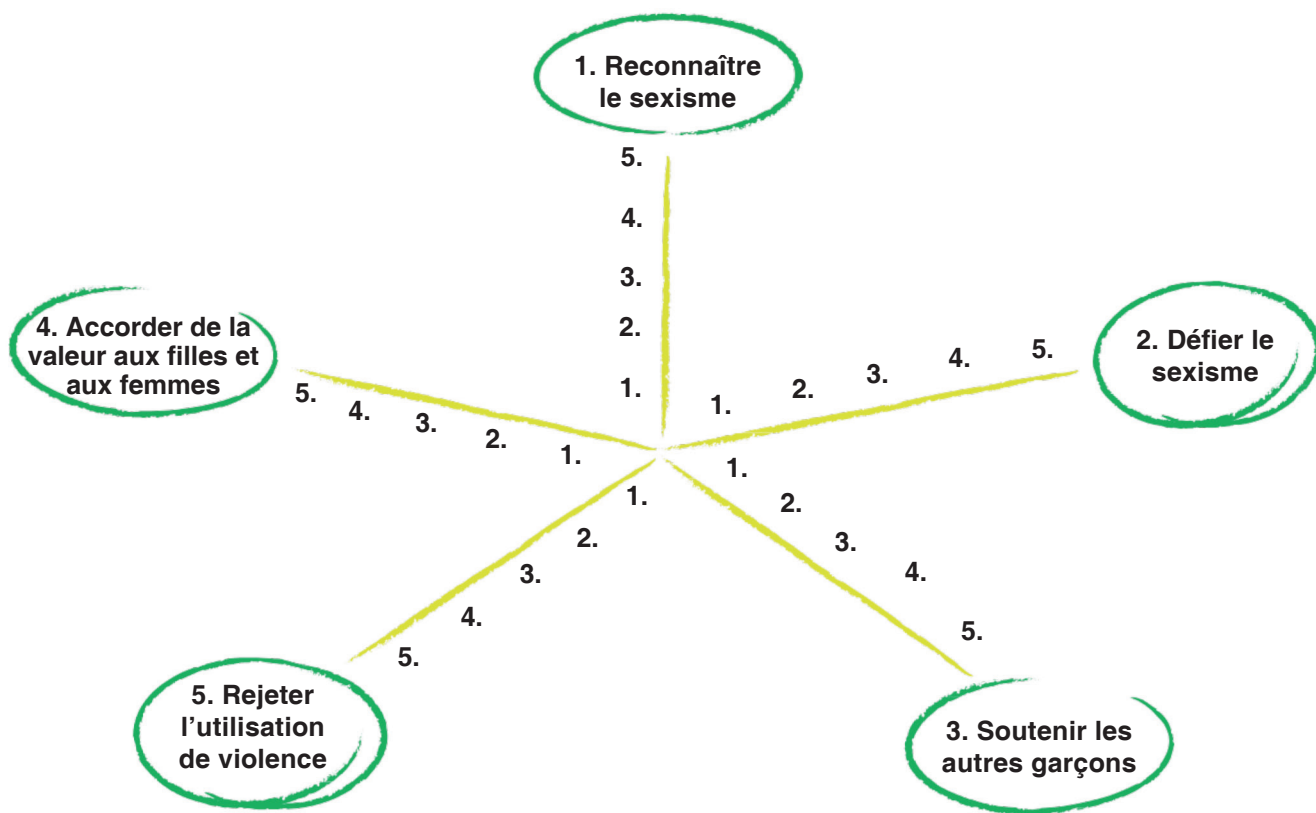 1. Reconnaître
le sexisme
5.
4.
3.
2.
1.
2. Défier le
sexisme
1.
2.
3.
4.
5.
3. Soutenir les
autres garçons
1.
2.
3.
4.
5.
4. Accorder de la
valeur aux filles et
aux femmes
5.
4.
3.
2.
1.
5. Rejeter
l’utilisation
de violence
1.
2.
3.
4.
5.